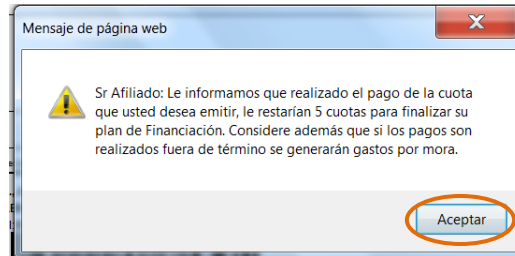 Mensaje de página web
Sr Afiliado: Le informamos que realizado el pago de la cuota
que usted desea emitir, le restarían 5 cuotas para finalizar su
plan de Financiación. Considere además que si los pagos son
realizados fuera de término se generarán gastos por mora.
Aceptar